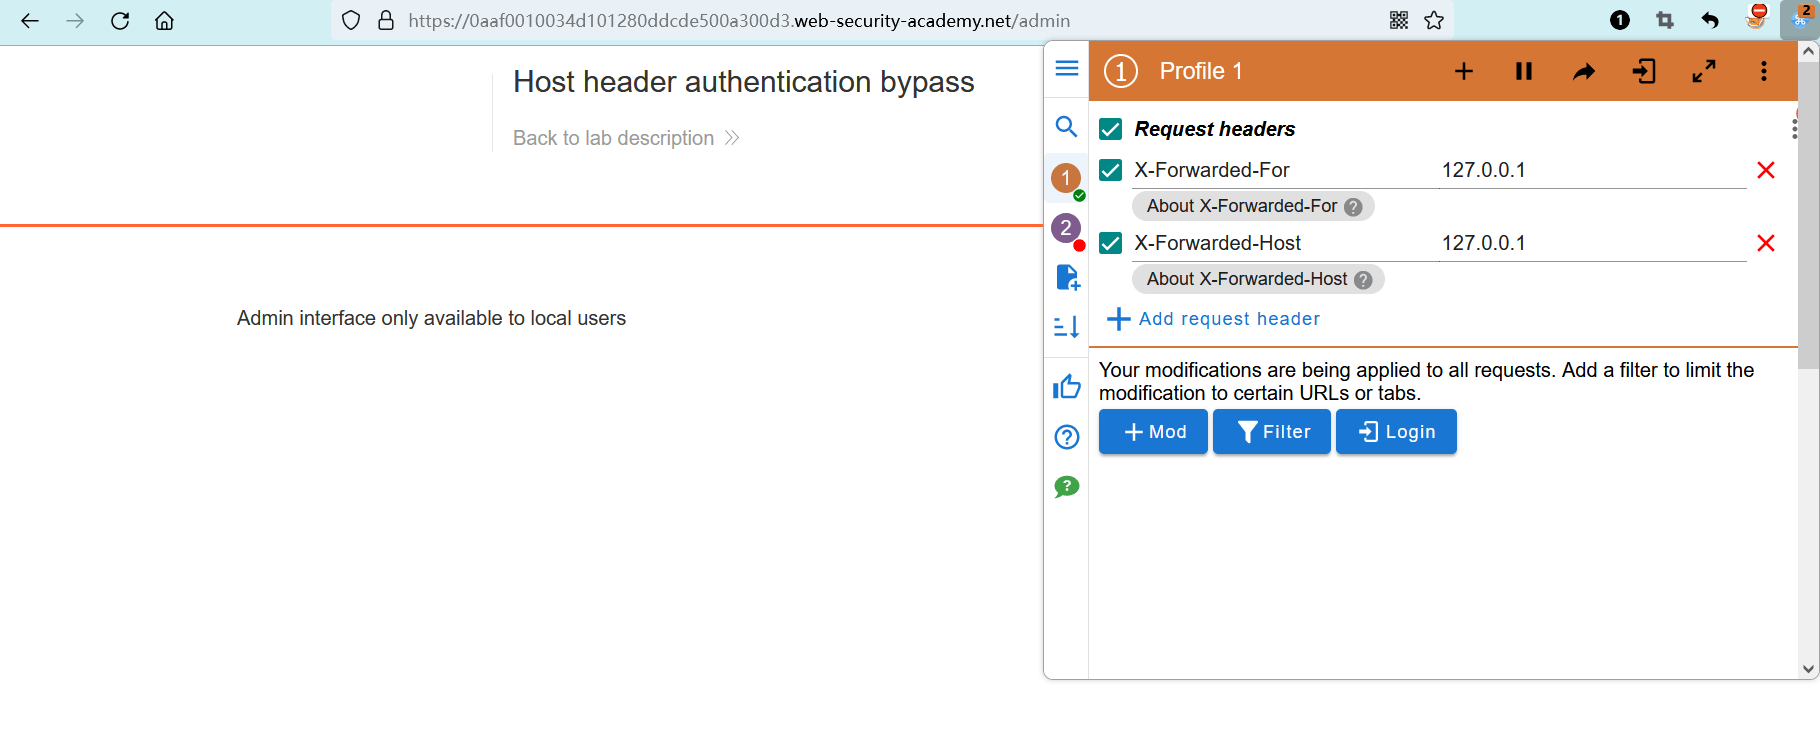 https://0aaf0010034d101280ddcde500a300d3.web-security-academy.net/admin
1
2
Host header authentication bypass
Back to lab description
Admin interface only available to local users
1
Profile 1
Request headers
1
X-Forwarded-For 127.0.0.1
About X-Forwarded-For ?
2
X-Forwarded-Host 127.0.0.1
About X-Forwarded-Host ?
Add request header
Your modifications are being applied to all requests. Add a filter to limit the
modification to certain URLs or tabs.
Mod Filter Login